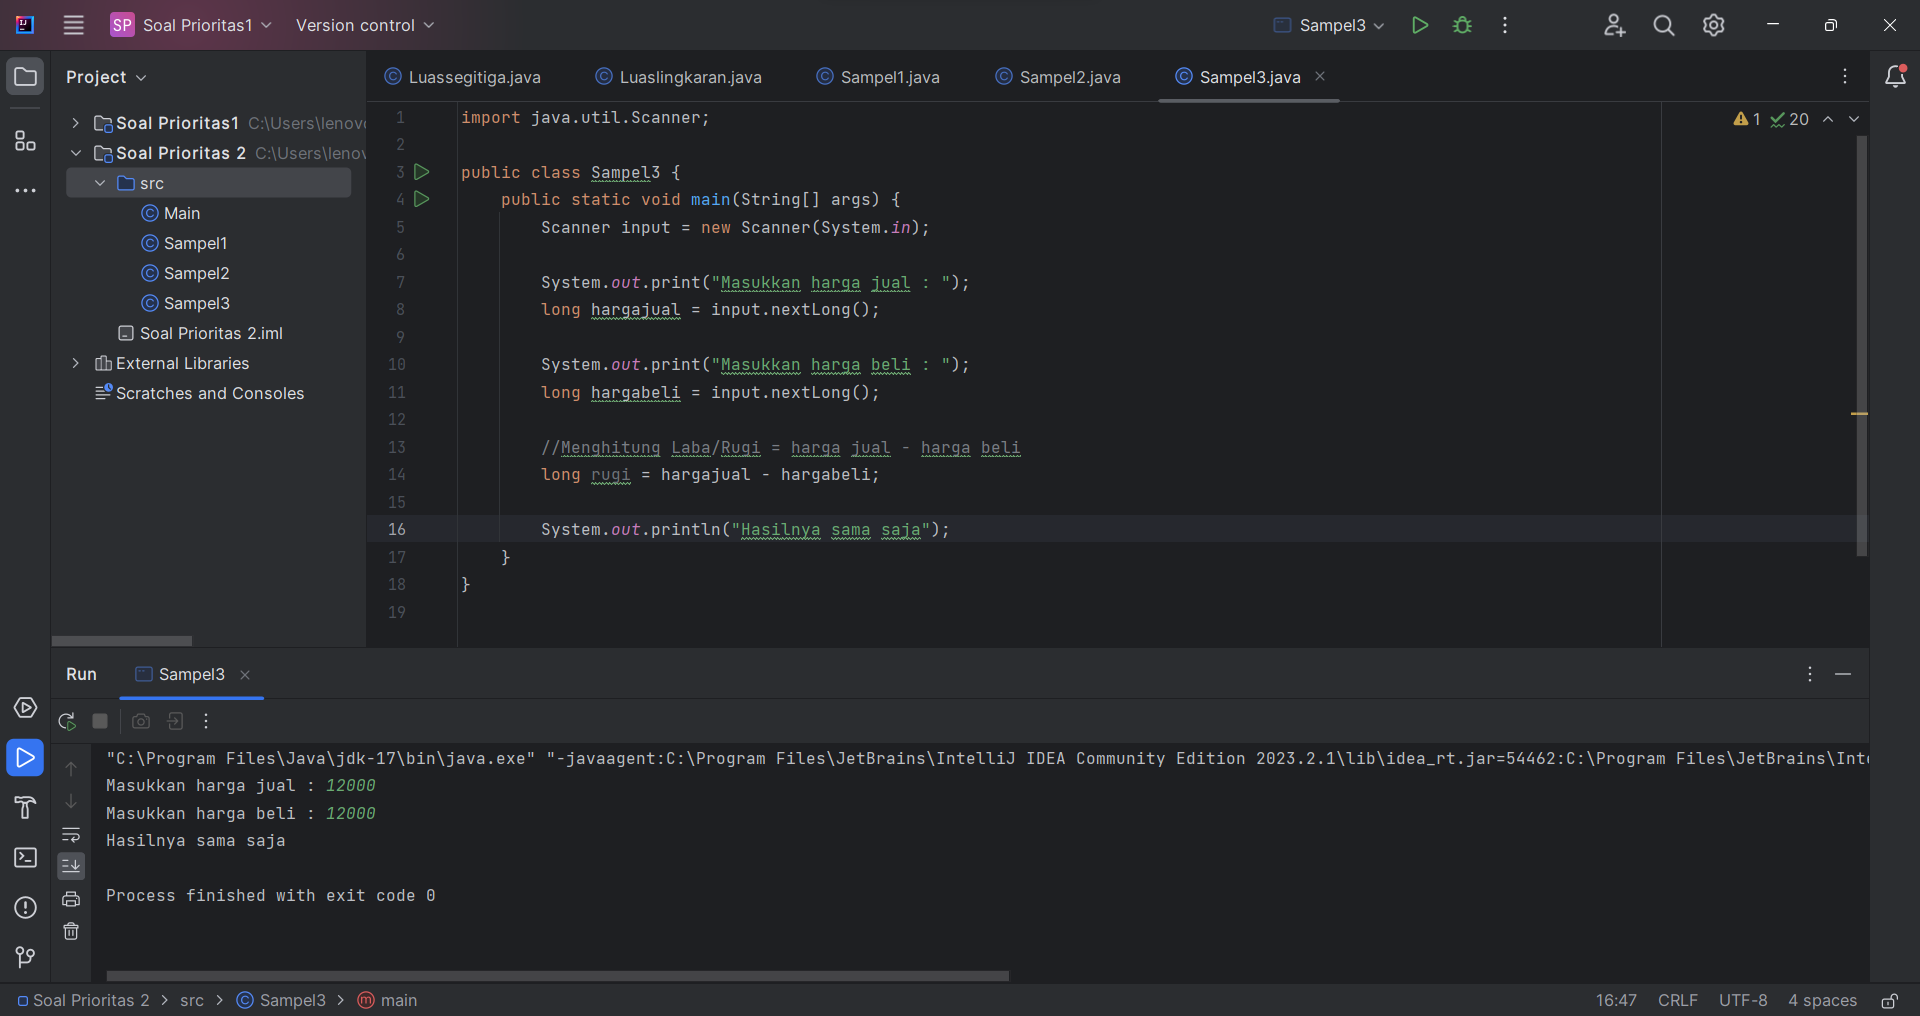 SP Soal Prioritas1 Version control Sampel3
Project
Luassegitiga.java Luaslingkaran.java Sampel1.java Sampel2.java Sampel3.java
Soal Prioritas1 C:\Users\lenovo
Soal Prioritas 2 C:\Users\lenov
src
Main
Sampel1
Sampel2
Sampel3
Soal Prioritas 2.iml
External Libraries
Scratches and Consoles
1 20
1 import java.util.Scanner;
2
3 public class Sampel3 {
4 public static void main(String[] args) {
5 Scanner input = new Scanner(System.in);
6
7 System.out.print("Masukkan harga jual : ");
8 long hargajual = input.nextLong();
9
10 System.out.print("Masukkan harga beli : ");
11 long hargabeli = input.nextLong();
12
13 //Menghitung Laba/Rugi = harga jual - harga beli
14 long rugi = hargajual - hargabeli;
15
16 System.out.println("Hasilnya sama saja");
17 }
18 }
19
Run Sampel3
"C:\Program Files\Java\jdk-17\bin\java.exe" "-javaagent:C:\Program Files\JetBrains\IntelliJ IDEA Community Edition 2023.2.1\lib\idea_rt.jar=54462:C:\Program Files\JetBrains\Inte
Masukkan harga jual : 12000
Masukkan harga beli : 12000
Hasilnya sama saja
Process finished with exit code 0
Soal Prioritas 2 > src > Sampel3 > main
16:47 CRLF UTF-8 4 spaces